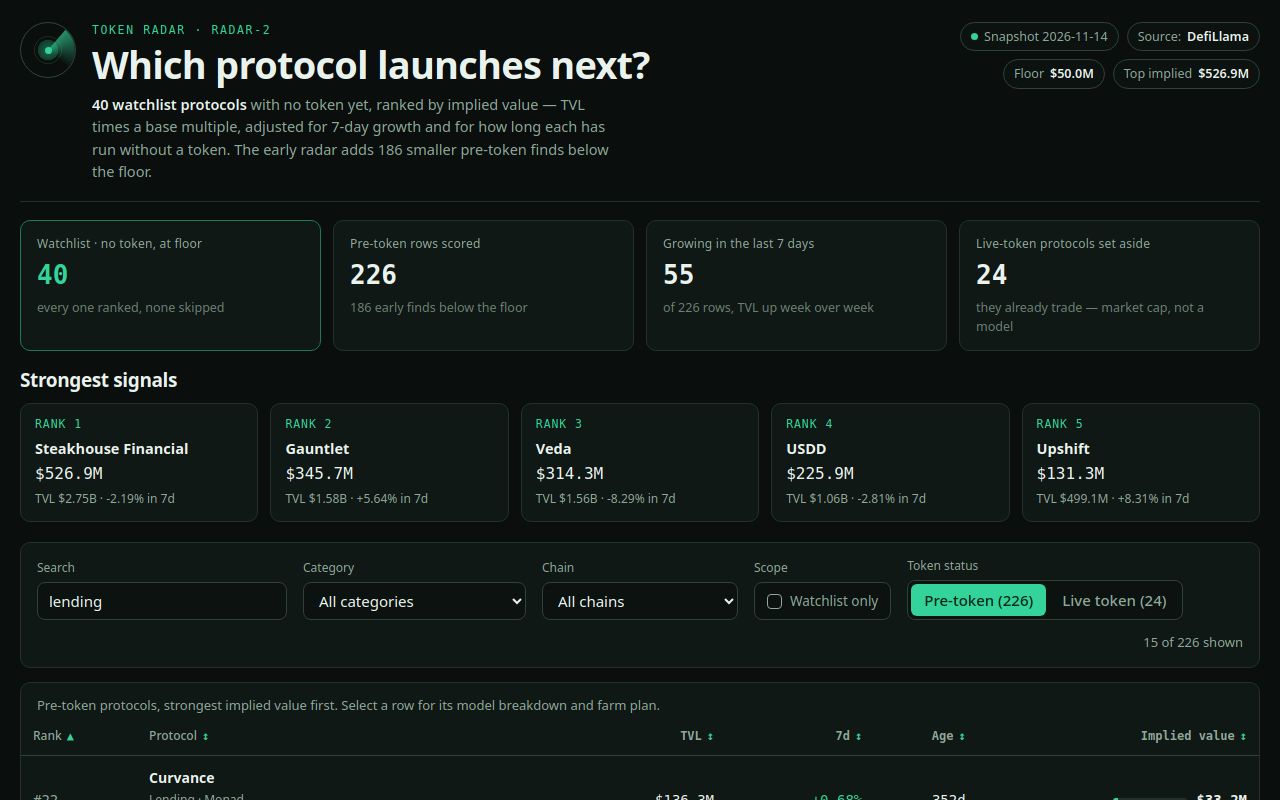 TOKEN RADAR · RADAR-2
Which protocol launches next?
40 watchlist protocols with no token yet, ranked by implied value — TVL
times a base multiple, adjusted for 7-day growth and for how long each has
run without a token. The early radar adds 186 smaller pre-token finds below
the floor.
Snapshot 2026-11-14
Source: DefiLlama
Floor $50.0M
Top implied $526.9M
Watchlist · no token, at floor
40
every one ranked, none skipped
Pre-token rows scored
226
186 early finds below the floor
Growing in the last 7 days
55
of 226 rows, TVL up week over week
Live-token protocols set aside
24
they already trade — market cap, not a
model
Strongest signals
RANK 1
Steakhouse Financial
$526.9M
TVL $2.75B · -2.19% in 7d
RANK 2
Gauntlet
$345.7M
TVL $1.58B · +5.64% in 7d
RANK 3
Veda
$314.3M
TVL $1.56B · -8.29% in 7d
RANK 4
USDD
$225.9M
TVL $1.06B · -2.81% in 7d
RANK 5
Upshift
$131.3M
TVL $499.1M · +8.31% in 7d
Search
lending
Category
All categories
Chain
All chains
Scope
Watchlist only
Token status
Pre-token (226)
Live token (24)
15 of 226 shown
Pre-token protocols, strongest implied value first. Select a row for its model breakdown and farm plan.
Rank ▲ Protocol ↕ TVL ↕ 7d ↕ Age ↕ Implied value ↕
Curvance
Lending · Monad
#22 $136.3M +0.68% 352d $33.2M